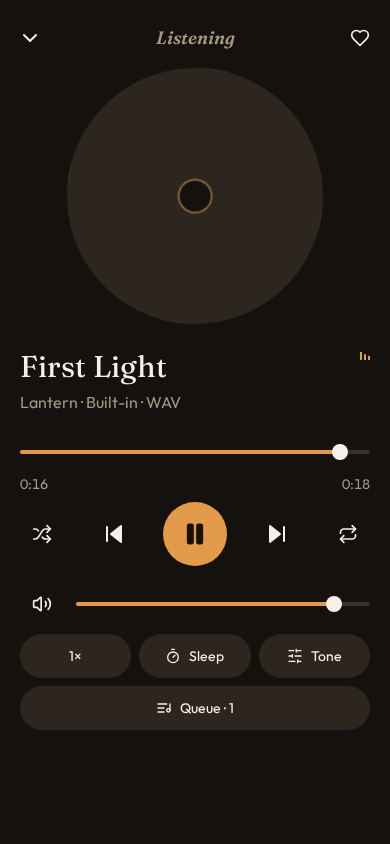 Listening
First Light
Lantern · Built-in · WAV
0:16
0:18
1×
Sleep
Tone
Queue · 1